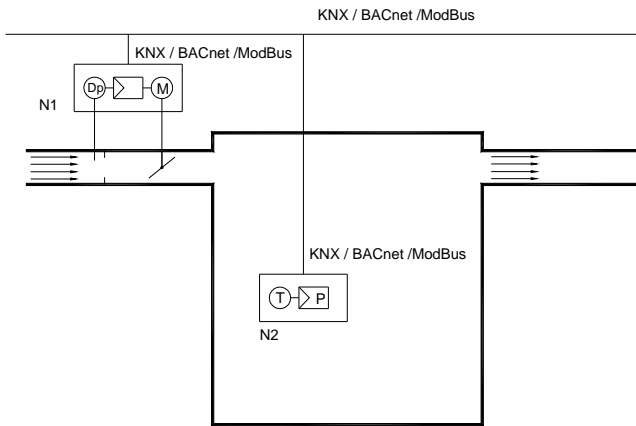 KNX / BACnet /ModBus
KNX / BACnet /ModBus
Dp M
N1
KNX / BACnet /ModBus
T P
N2